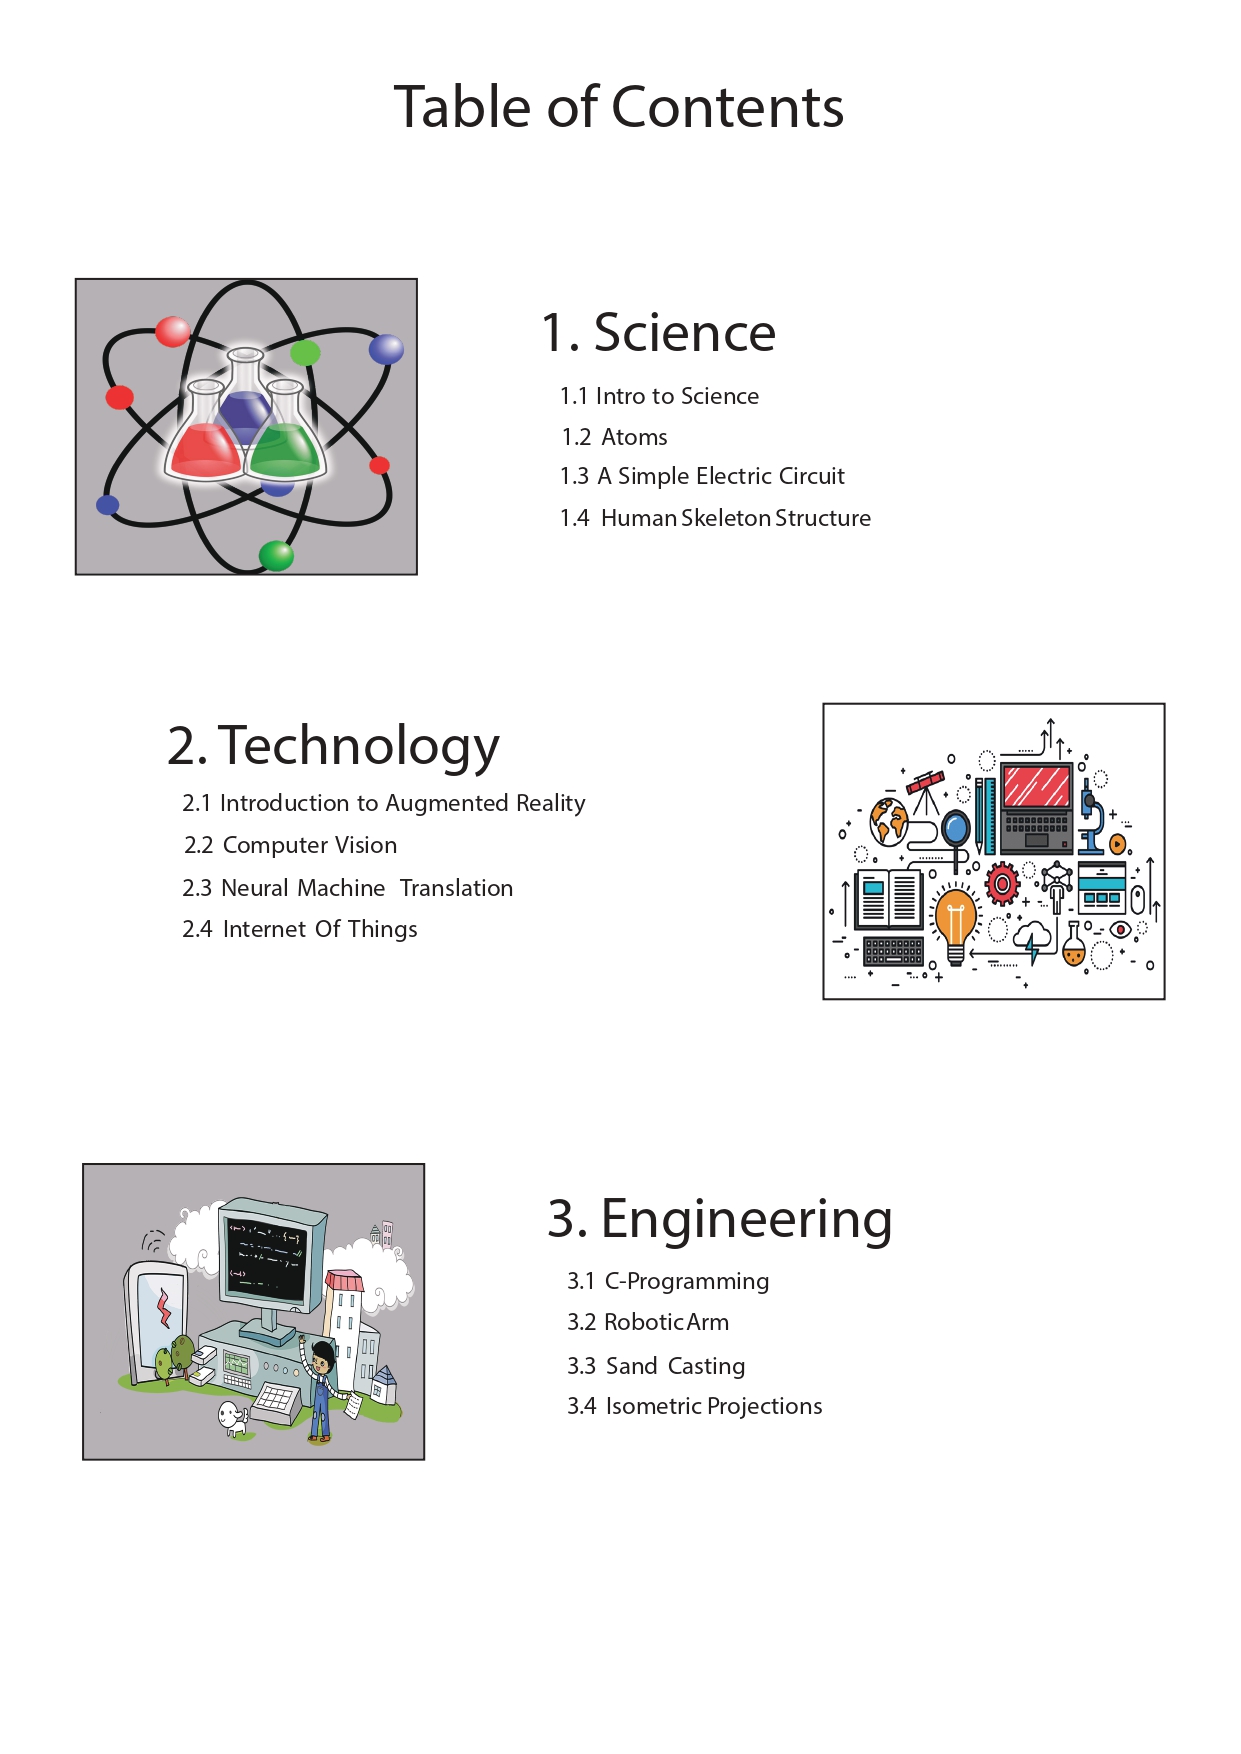 Table of Contents
1. Science
1.1 Intro to Science
1.2 Atoms
1.3 A Simple Electric Circuit
1.4 Human Skeleton Structure
2. Technology
2.1 Introduction to Augmented Reality
2.2 Computer Vision
2.3 Neural Machine Translation
2.4 Internet Of Things
3. Engineering
3.1 C-Programming
3.2 Robotic Arm
3.3 Sand Casting
3.4 Isometric Projections